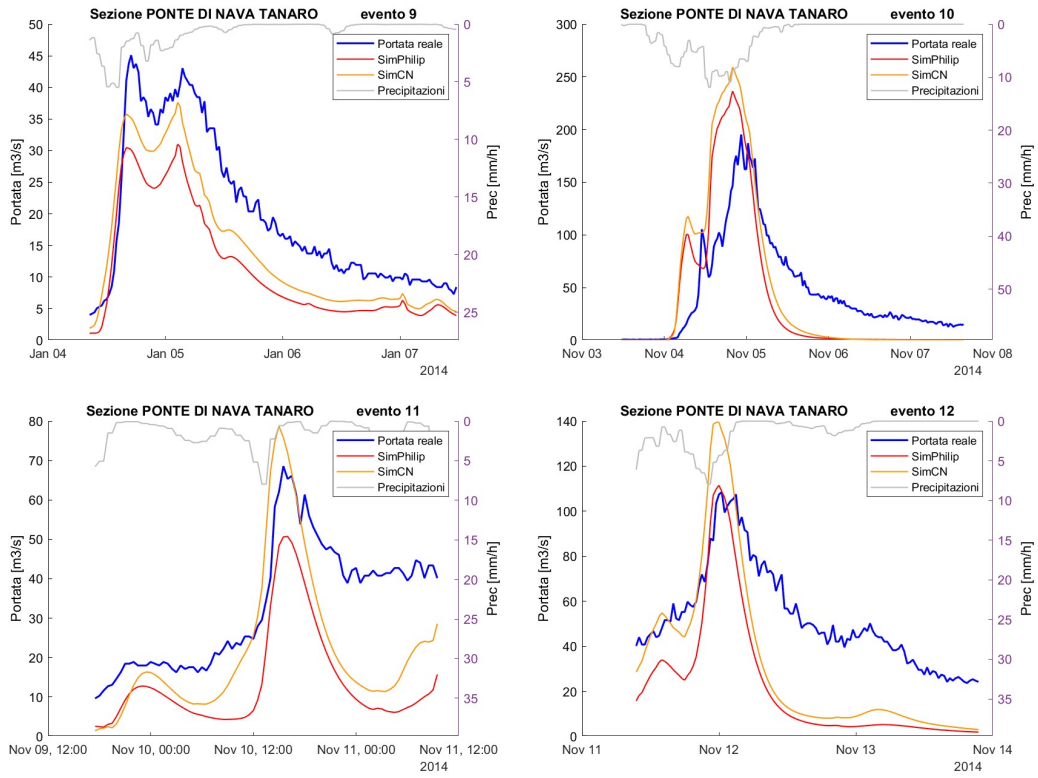 Sezione PONTE DI NAVA TANARO evento 9
Portata reale
SimPhilip
SimCN
Precipitazioni
Portata [m3/s]
Prec [mm/h]
50
45
40
35
30
25
20
15
10
5
0
0
5
10
15
20
25
Jan 04 Jan 05 Jan 06 Jan 07
2014
Sezione PONTE DI NAVA TANARO evento 10
Portata reale
SimPhilip
SimCN
Precipitazioni
Portata [m3/s]
Prec [mm/h]
300
250
200
150
100
50
0
0
10
20
30
40
50
Nov 03 Nov 04 Nov 05 Nov 06 Nov 07 Nov 08
2014
Sezione PONTE DI NAVA TANARO evento 11
Portata reale
SimPhilip
SimCN
Precipitazioni
Portata [m3/s]
Prec [mm/h]
80
70
60
50
40
30
20
10
0
0
5
10
15
20
25
30
35
Nov 09, 12:00 Nov 10, 00:00 Nov 10, 12:00 Nov 11, 00:00 Nov 11, 12:00
2014
Sezione PONTE DI NAVA TANARO evento 12
Portata reale
SimPhilip
SimCN
Precipitazioni
Portata [m3/s]
Prec [mm/h]
140
120
100
80
60
40
20
0
0
5
10
15
20
25
30
35
Nov 11 Nov 12 Nov 13 Nov 14
2014